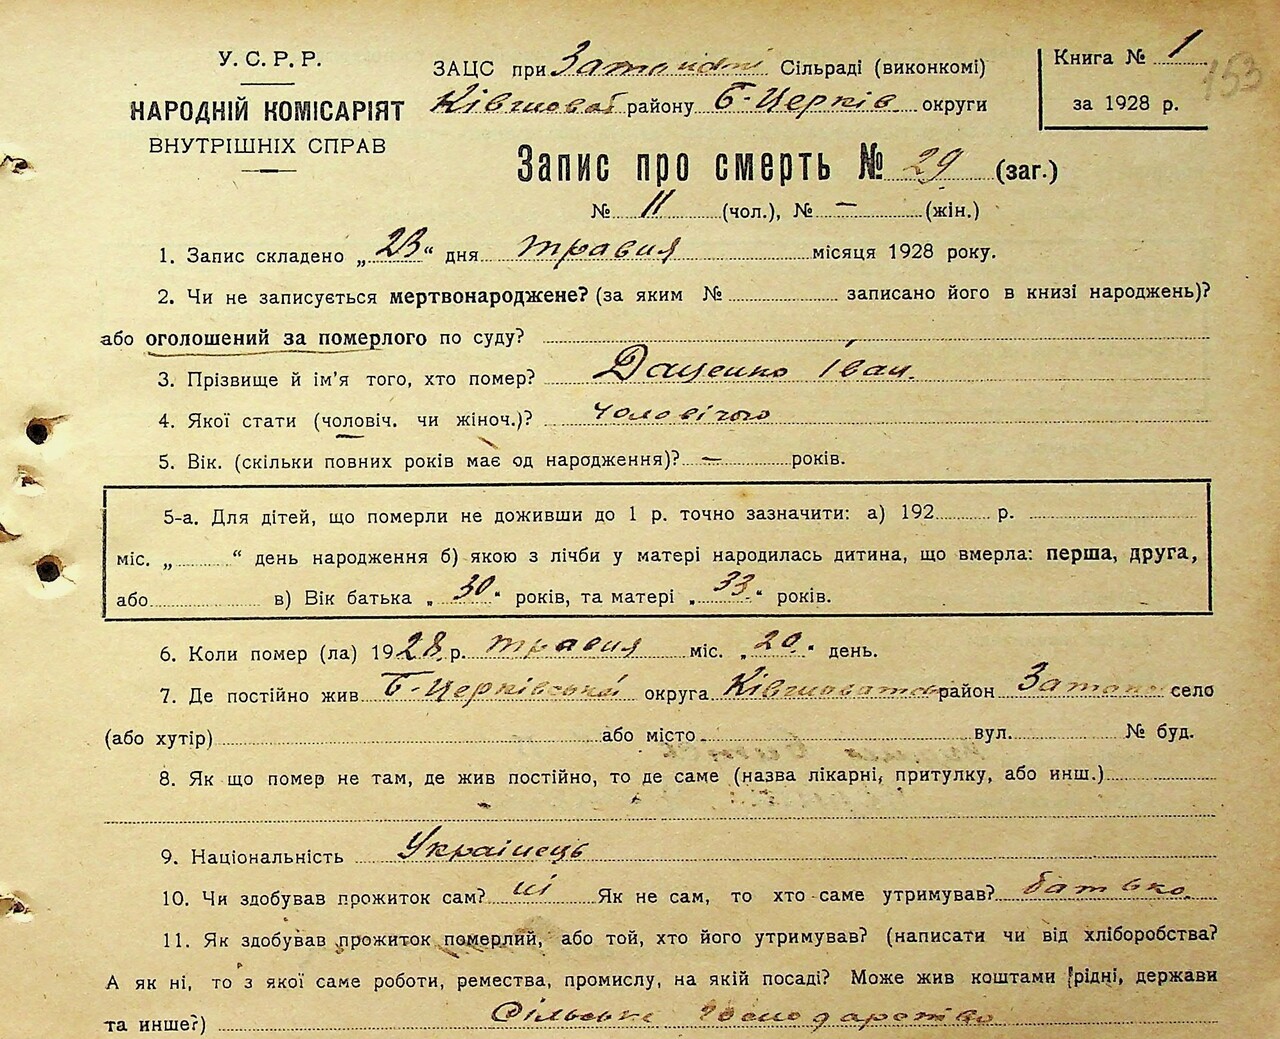 У. С. Р. Р.
НАРОДНІЙ КОМІСАРІЯТ
ВНУТРІШНІХ СПРАВ
ЗАЦС при Сільраді (виконкомі)
району Б-Церків округи
Книга № 1
за 1928 р.
153
Запис про смерть № 29 (заг.)
№ 11 (чол.), № — (жін.)
1. Запис складено „23“ дня травня місяця 1928 року.
2. Чи не записується мертвонароджене? (за яким № записано його в книзі народжень)?
або оголошений за померлого по суду?
3. Прізвище й ім'я того, хто помер? Даценко Іван.
4. Якої стати (чоловіч. чи жіноч.)? чоловічого
5. Вік. (скільки повних років має од народження)? — років.
5-а. Для дітей, що померли не доживши до 1 р. точно зазначити: а) 192 р.
міс. „ “ день народження б) якою з лічби у матері народилась дитина, що вмерла: перша, друга,
або в) Вік батька „30“ років, та матері „33“ років.
6. Коли помер (ла) 1928 р. травня міс. „20“ день.
7. Де постійно жив Б-Церківської округа район село
(або хутір) або місто вул. № буд.
8. Як що помер не там, де жив постійно, то де саме (назва лікарні, притулку, або инш.)
9. Національність Українець
10. Чи здобував прожиток сам? ні Як не сам, то хто саме утримував? батько
11. Як здобував прожиток померлий, або той, хто його утримував? (написати чи від хліборобства?
А як ні, то з якої саме роботи, ремества, промислу, на якій посаді? Може жив коштами рідні, держави
та инше?) Сільське господарство